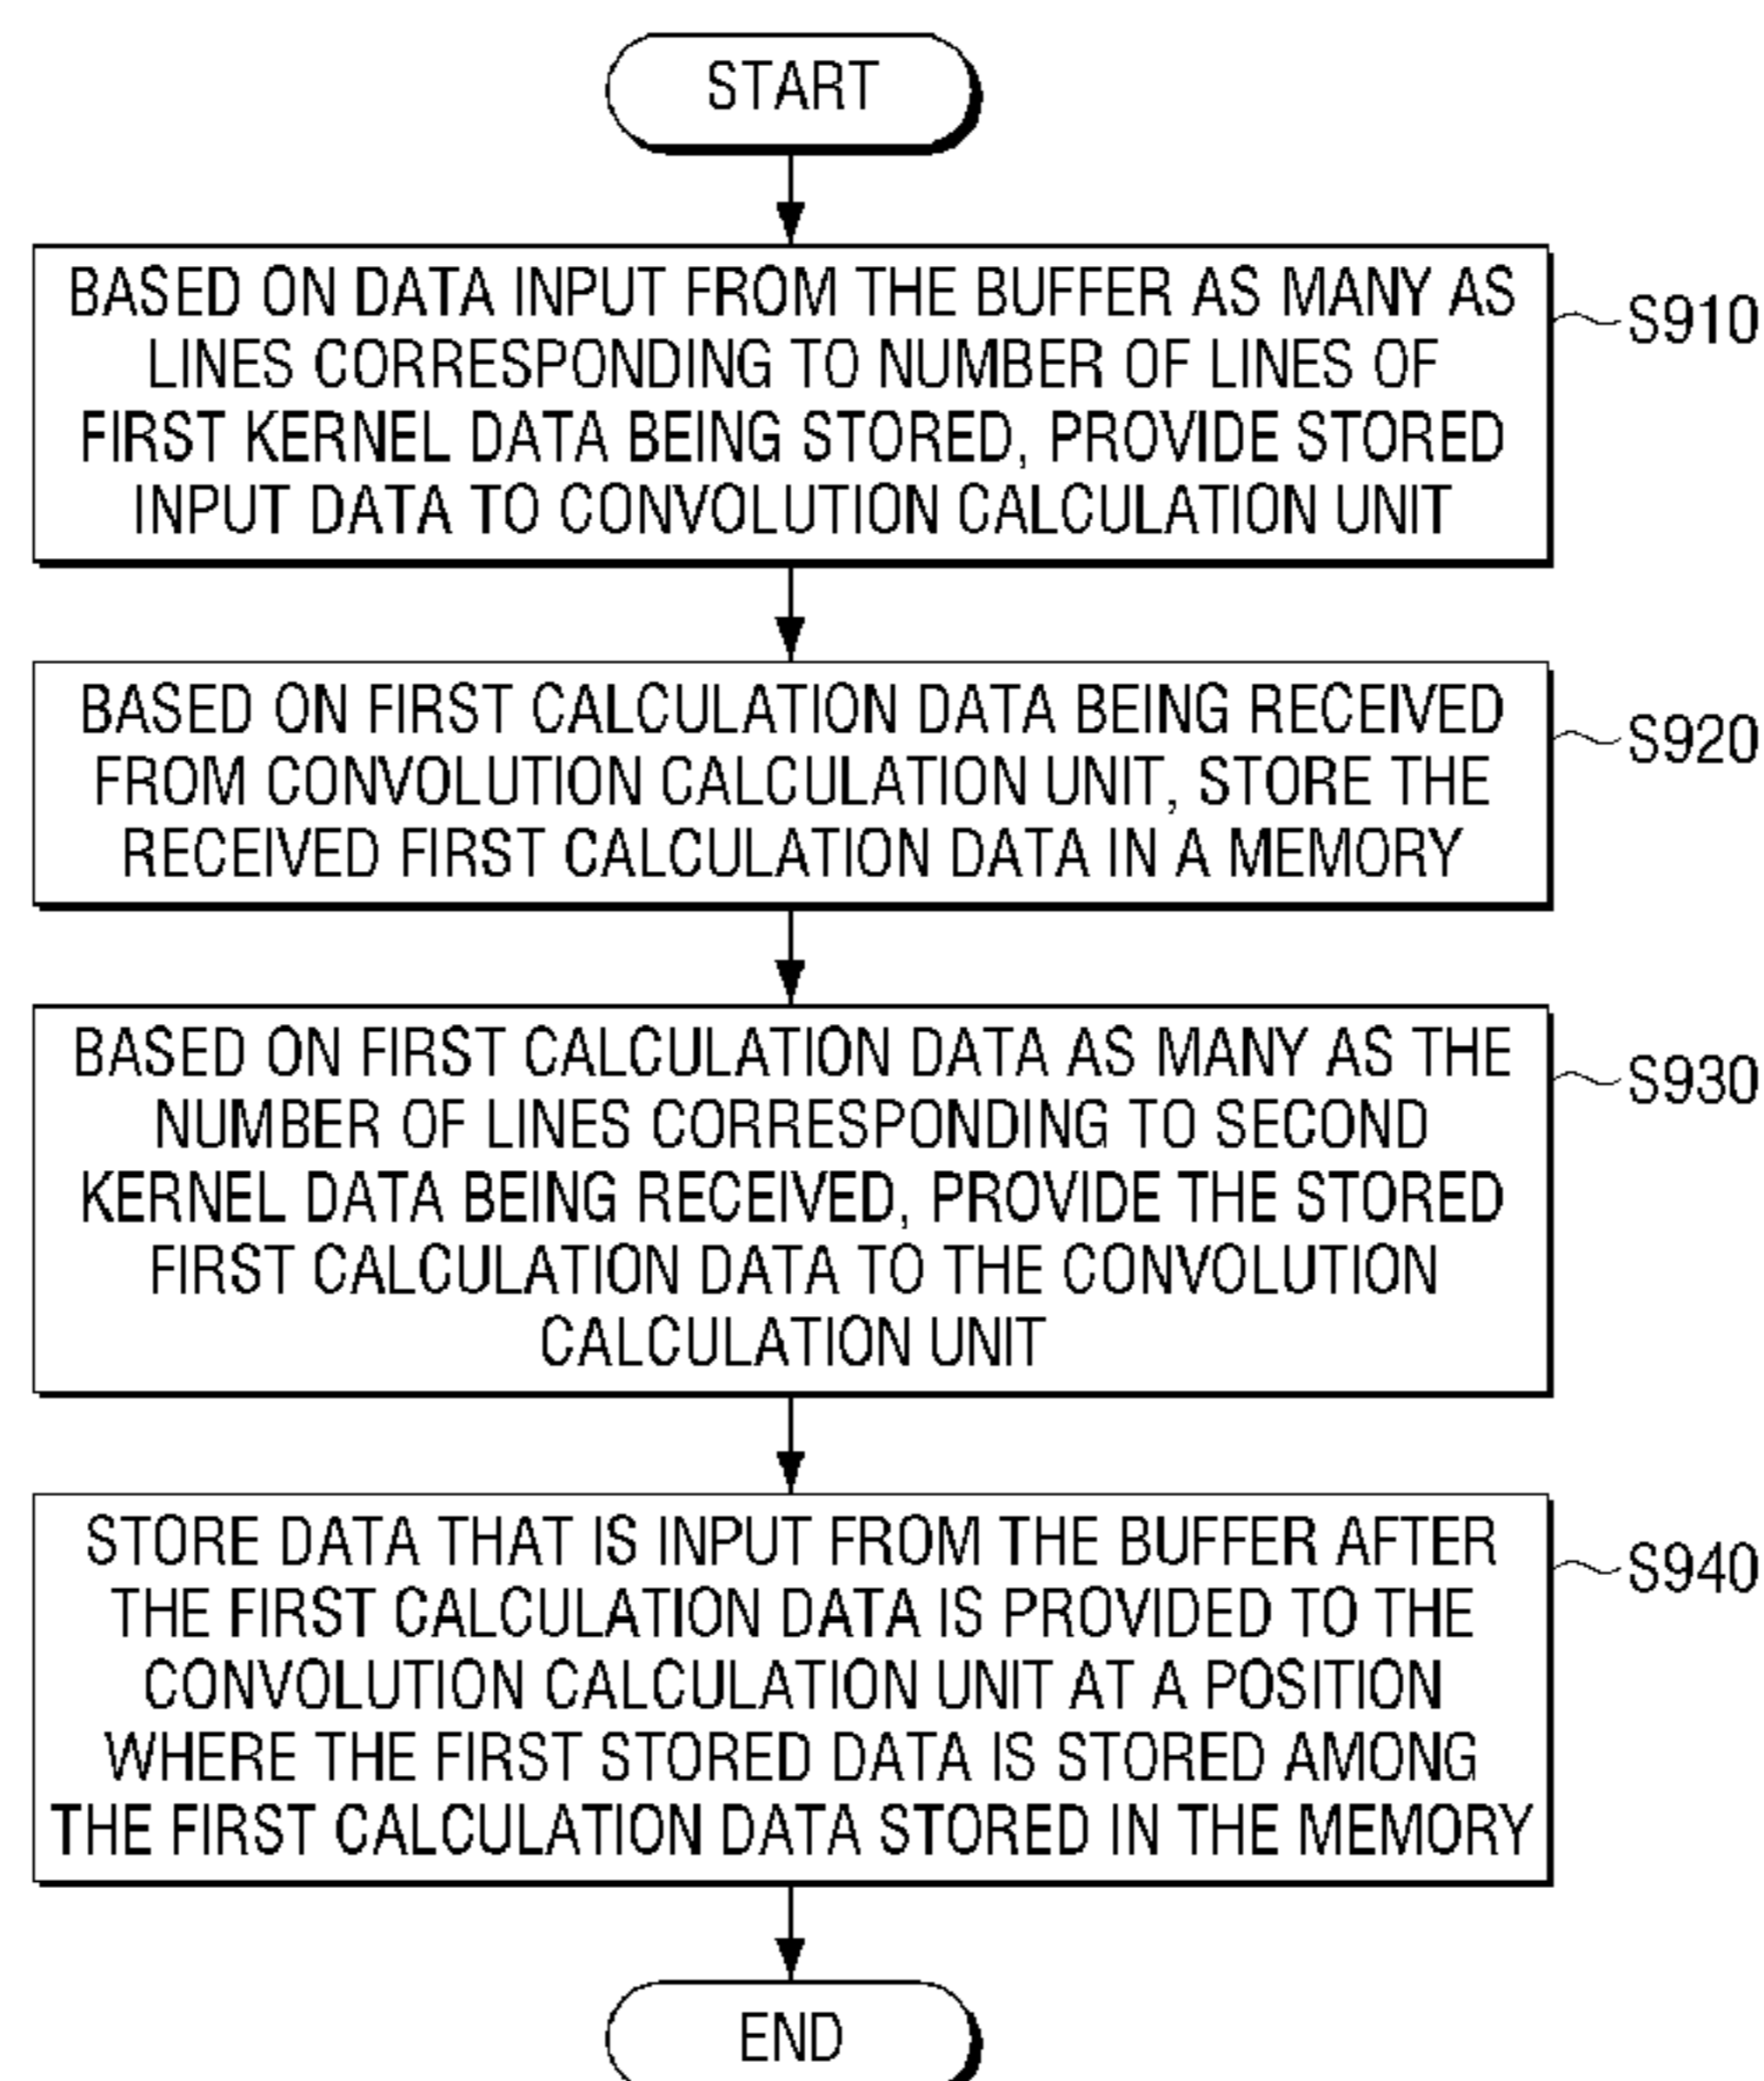 START
BASED ON DATA INPUT FROM THE BUFFER AS MANY AS
LINES CORRESPONDING TO NUMBER OF LINES OF
FIRST KERNEL DATA BEING STORED, PROVIDE STORED
INPUT DATA TO CONVOLUTION CALCULATION UNIT
S910
BASED ON FIRST CALCULATION DATA BEING RECEIVED
FROM CONVOLUTION CALCULATION UNIT, STORE THE
RECEIVED FIRST CALCULATION DATA IN A MEMORY
S920
BASED ON FIRST CALCULATION DATA AS MANY AS THE
NUMBER OF LINES CORRESPONDING TO SECOND
KERNEL DATA BEING RECEIVED, PROVIDE THE STORED
FIRST CALCULATION DATA TO THE CONVOLUTION
CALCULATION UNIT
S930
STORE DATA THAT IS INPUT FROM THE BUFFER AFTER
THE FIRST CALCULATION DATA IS PROVIDED TO THE
CONVOLUTION CALCULATION UNIT AT A POSITION
WHERE THE FIRST STORED DATA IS STORED AMONG
THE FIRST CALCULATION DATA STORED IN THE MEMORY
S940
END